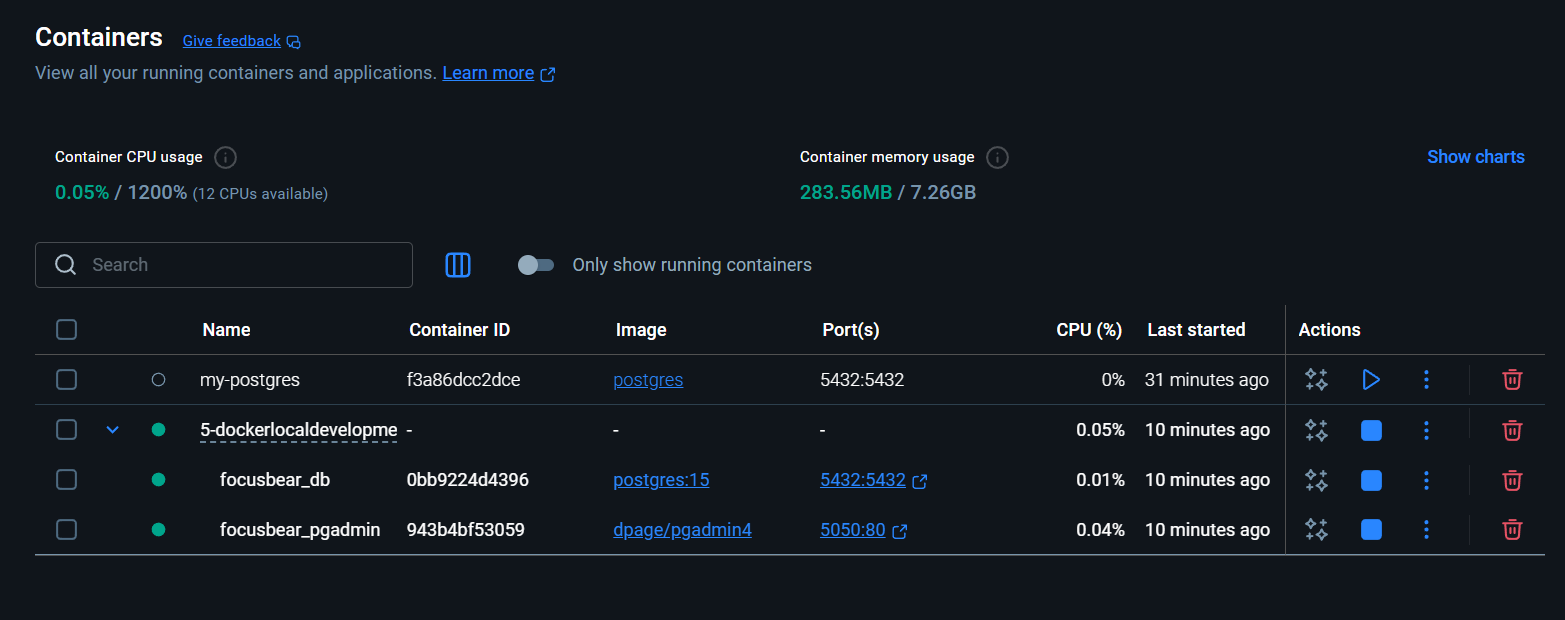 Containers Give feedback
View all your running containers and applications. Learn more
Container CPU usage Container memory usage Show charts
0.05% / 1200% (12 CPUs available) 283.56MB / 7.26GB
Search Only show running containers
Name Container ID Image Port(s) CPU (%) Last started Actions
my-postgres f3a86dcc2dce postgres 5432:5432 0% 31 minutes ago
5-dockerlocaldevelopme - - - 0.05% 10 minutes ago
focusbear_db 0bb9224d4396 postgres:15 5432:5432 0.01% 10 minutes ago
focusbear_pgadmin 943b4bf53059 dpage/pgadmin4 5050:80 0.04% 10 minutes ago